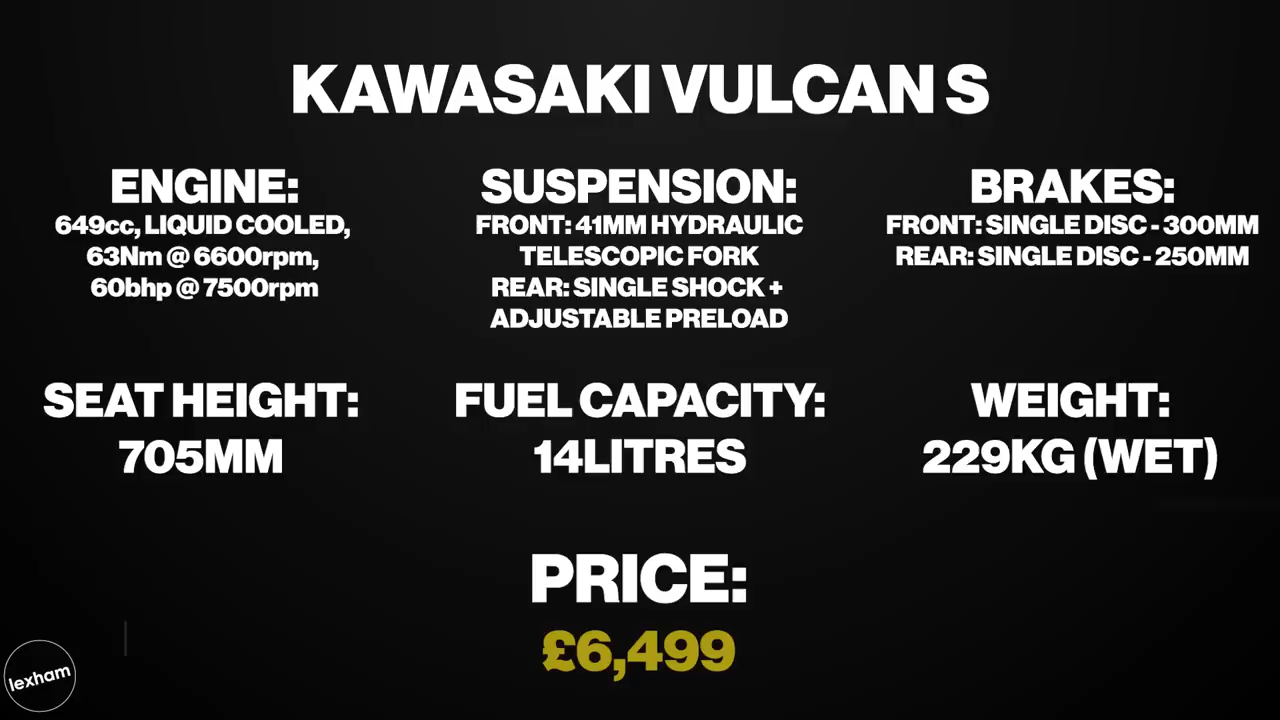 KAWASAKI VULCAN S
ENGINE:
649cc, LIQUID COOLED,
63Nm @ 6600rpm,
60bhp @ 7500rpm
SUSPENSION:
FRONT: 41MM HYDRAULIC
TELESCOPIC FORK
REAR: SINGLE SHOCK +
ADJUSTABLE PRELOAD
BRAKES:
FRONT: SINGLE DISC - 300MM
REAR: SINGLE DISC - 250MM
SEAT HEIGHT:
705MM
FUEL CAPACITY:
14LITRES
WEIGHT:
229KG (WET)
PRICE:
£6,499
lexham